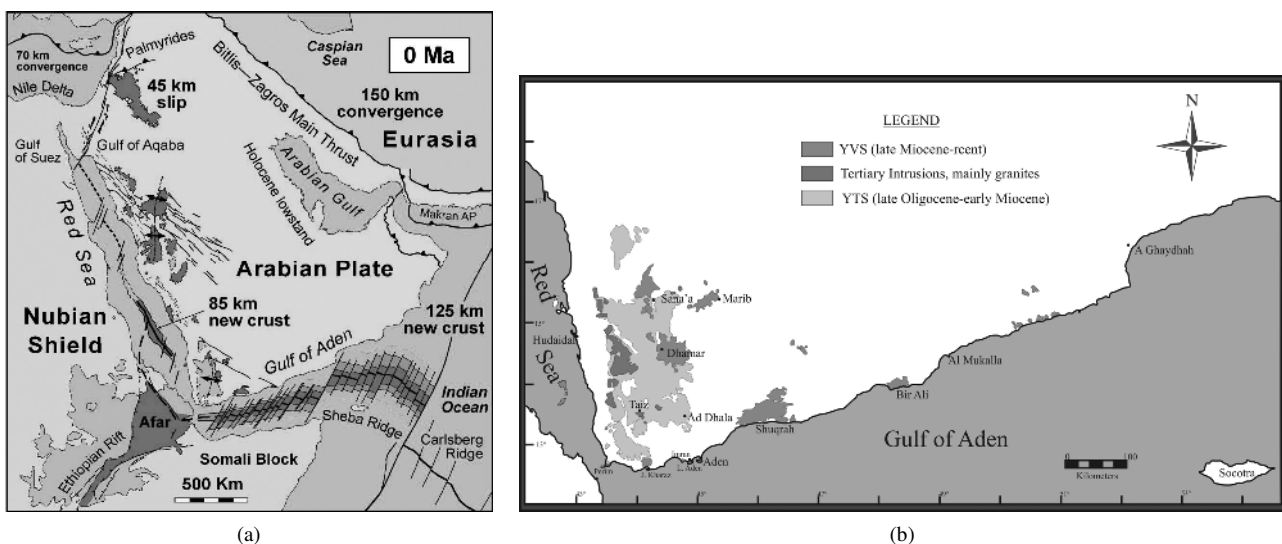 0 Ma
Caspian
Sea
Palmyrides
70 km
convergence
Nile Delta
45 km
slip
Bitlis—Zagros Main Thrust
150 km
convergence
Eurasia
Gulf
of Suez
Gulf of Aqaba
Arabian Gulf
Holocene lowstand
Makran AP
Red Sea
Arabian Plate
85 km
new crust
125 km
new crust
Nubian
Shield
Gulf of Aden
Indian
Ocean
Afar
Sheba Ridge
Carlsberg
Ridge
Ethiopian Rift
Somali Block
500 Km
(a)
N
LEGEND
YVS (late Miocene-rcent)
Tertiary Intrusions, mainly granites
YTS (late Oligocene-early Miocene)
A Ghaydhah
Red Sea
Sana'a
Marib
Hudaidah
Dhamar
Al Mukalla
Taiz
Ad Dhala
Bir Ali
Shuqrah
Gulf of Aden
Aden
Perim
J. Kharaz
L. Aden
100
Kilometers
Socotra
(b)